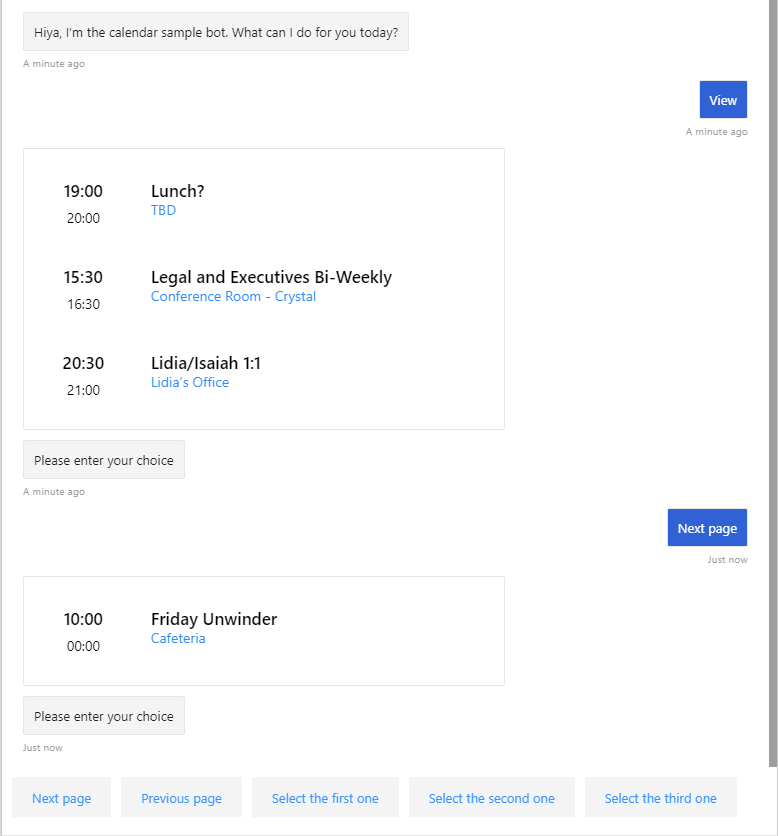 Hiya, I’m the calendar sample bot. What can I do for you today?
A minute ago
View
A minute ago
19:00 Lunch?
TBD
20:00
15:30 Legal and Executives Bi-Weekly
Conference Room - Crystal
16:30
20:30 Lidia/Isaiah 1:1
Lidia’s Office
21:00
Please enter your choice
A minute ago
Next page
Just now
10:00 Friday Unwinder
Cafeteria
00:00
Please enter your choice
Just now
Next page Previous page Select the first one Select the second one Select the third one